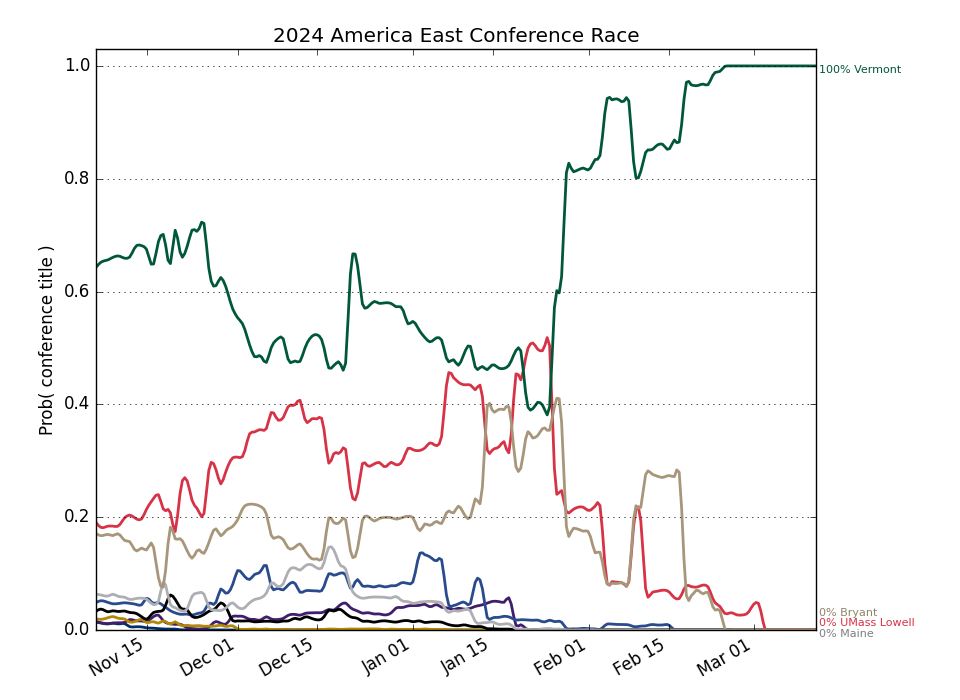 2024 America East Conference Race
1.0
0.8
0.6
0.4
0.2
0.0
Prob( conference title )
100% Vermont
0% Bryant
0% UMass Lowell
0% Maine
Nov 15
Dec 01
Dec 15
Jan 01
Jan 15
Feb 01
Feb 15
Mar 01